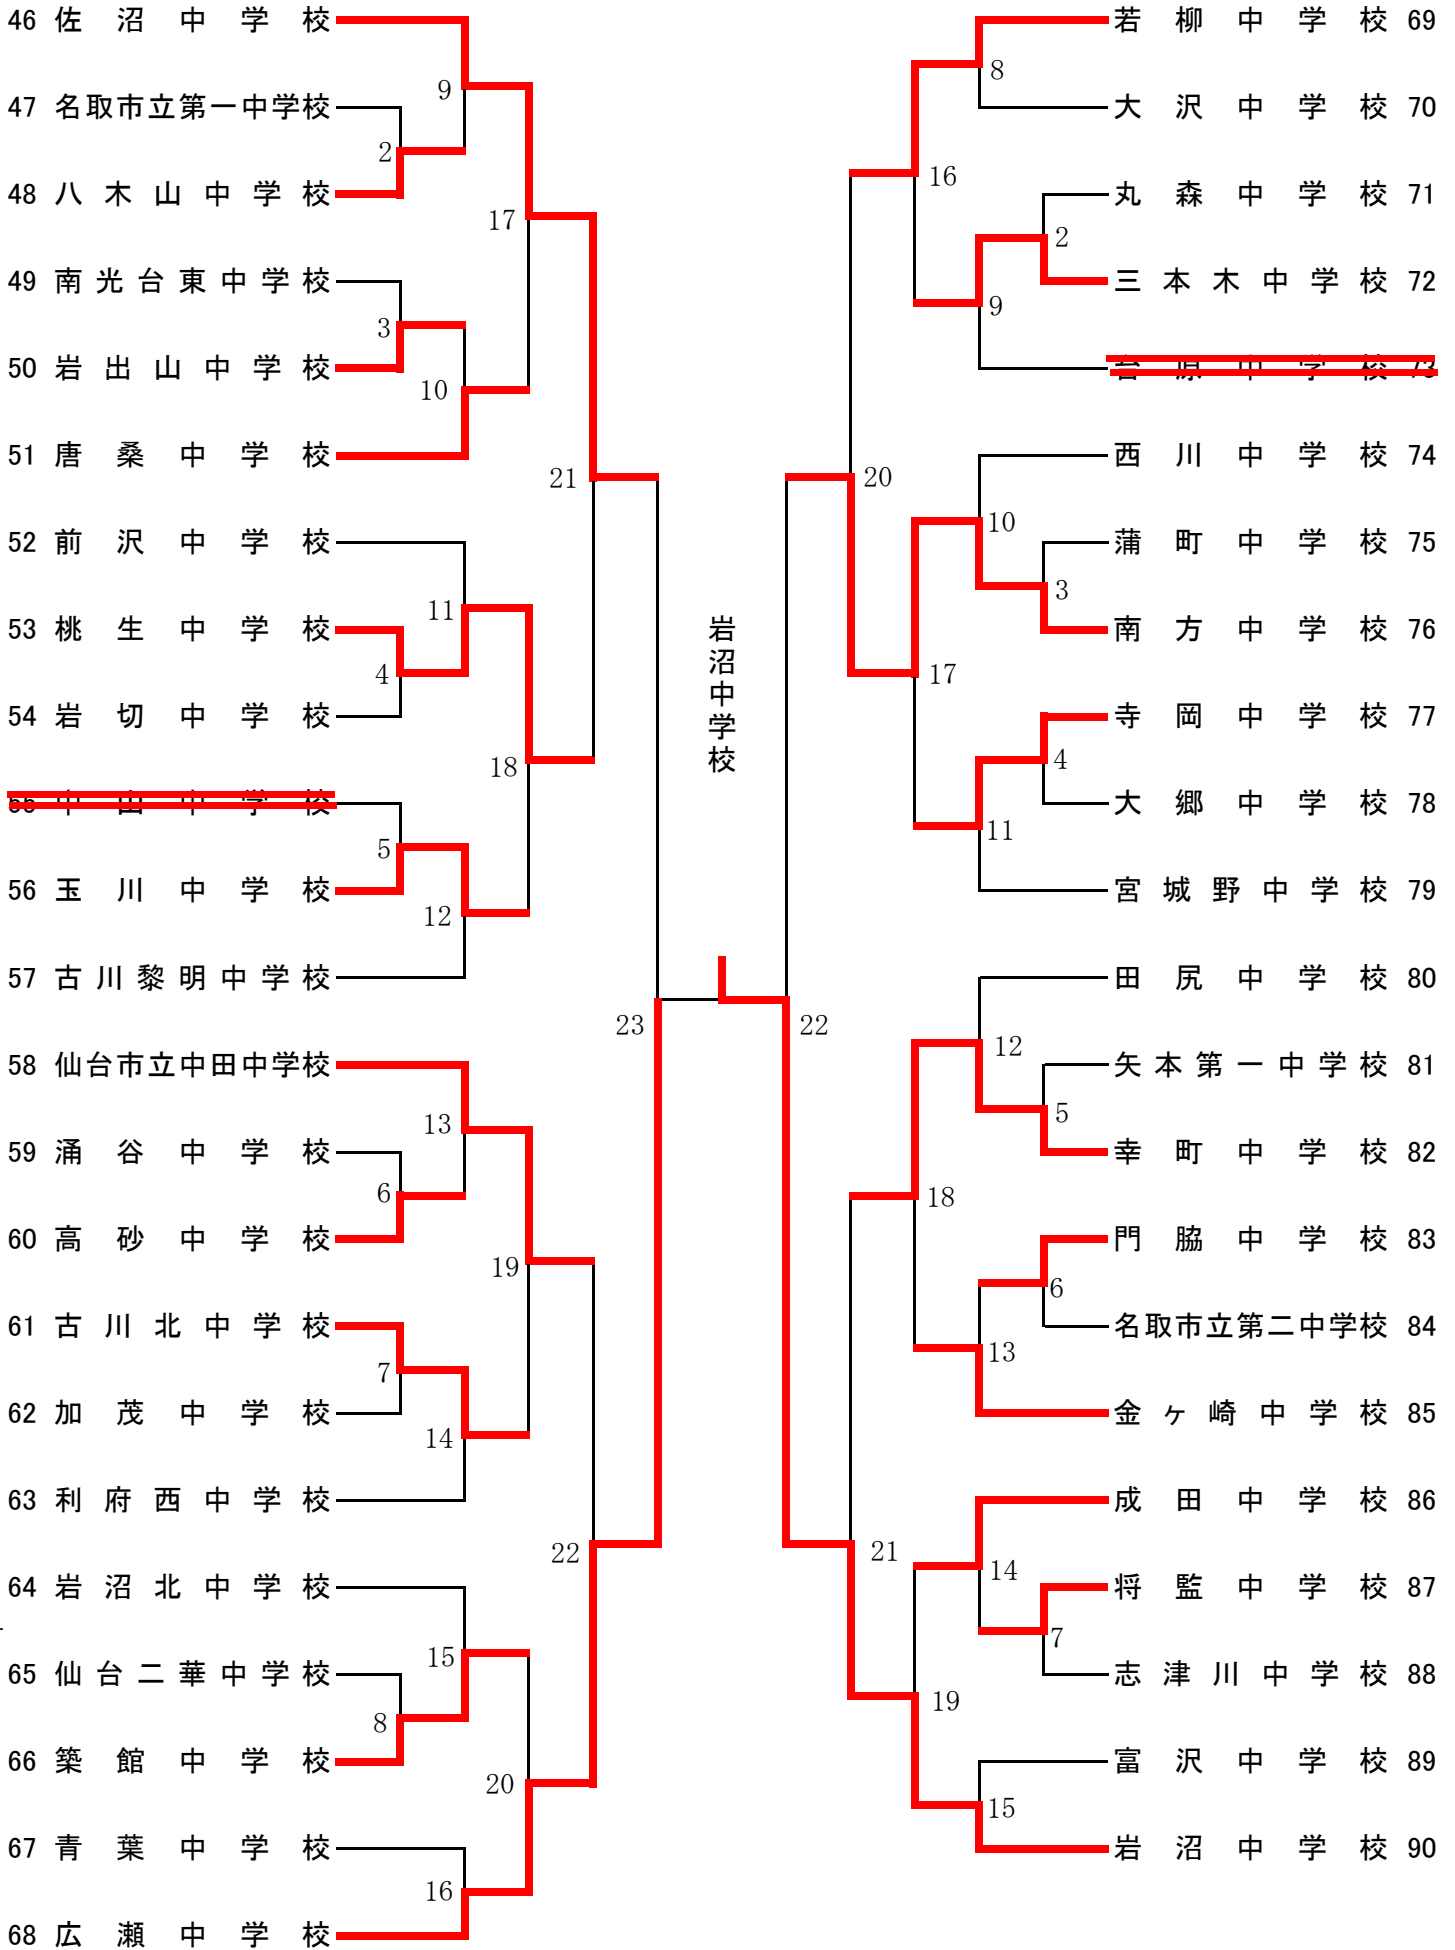 46 佐沼中学校
47 名取市立第一中学校
48 八木山中学校
49 南光台東中学校
50 岩出山中学校
51 唐桑中学校
52 前沢中学校
53 桃生中学校
54 岩切中学校
55 中山中学校
56 玉川中学校
57 古川黎明中学校
58 仙台市立中田中学校
59 涌谷中学校
60 高砂中学校
61 古川北中学校
62 加茂中学校
63 利府西中学校
64 岩沼北中学校
65 仙台二華中学校
66 築館中学校
67 青葉中学校
68 広瀬中学校
9
2
17
3
10
21
11
4
18
5
12
23
13
6
19
7
14
22
15
8
20
16
岩沼中学校
8
16
2
9
20
10
3
17
4
11
22
12
5
18
6
13
21
14
7
19
15
若柳中学校 69
大沢中学校 70
丸森中学校 71
三本木中学校 72
台原中学校 73
西川中学校 74
蒲町中学校 75
南方中学校 76
寺岡中学校 77
大郷中学校 78
宮城野中学校 79
田尻中学校 80
矢本第一中学校 81
幸町中学校 82
門脇中学校 83
名取市立第二中学校 84
金ヶ崎中学校 85
成田中学校 86
将監中学校 87
志津川中学校 88
富沢中学校 89
岩沼中学校 90